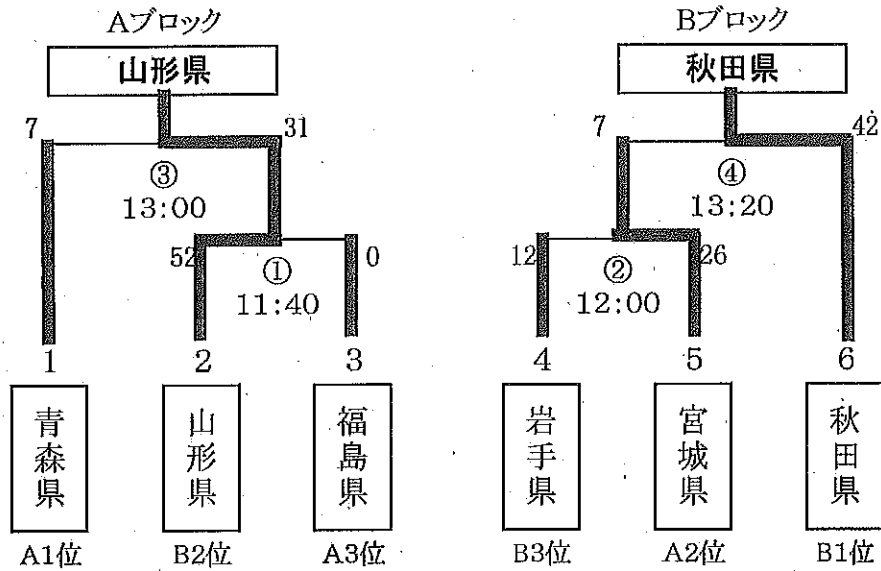 Aブロック
Bブロック
山形県
秋田県
7
31
7
42
③
13:00
④
13:20
52
0
12
26
①
11:40
②
12:00
1
2
3
4
5
6
青森県
山形県
福島県
岩手県
宮城県
秋田県
A1位
B2位
A3位
B3位
A2位
B1位